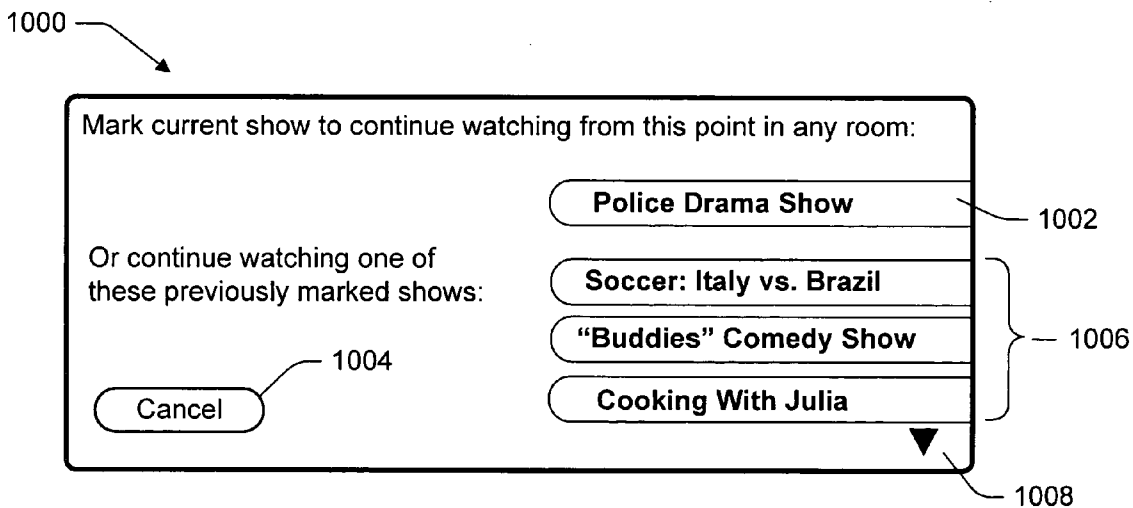 1000
Mark current show to continue watching from this point in any room:
Police Drama Show
1002
Or continue watching one of
these previously marked shows:
Soccer: Italy vs. Brazil
“Buddies” Comedy Show
1006
1004
Cancel
Cooking With Julia
1008